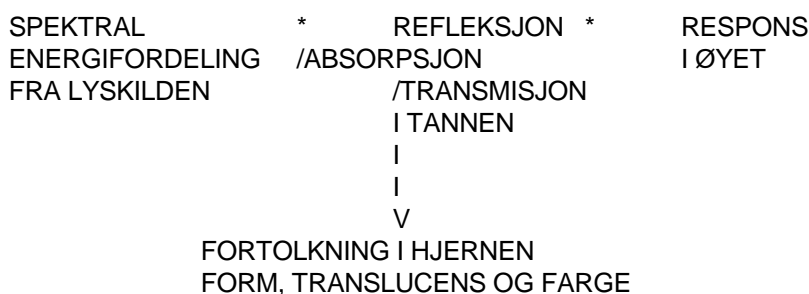 SPEKTRAL * REFLEKSJON * RESPONS
ENERGIFORDELING /ABSORPSJON I ØYET
FRA LYSKILDEN /TRANSMISJON
I TANNEN
I
I
V
FORTOLKNING I HJERNEN
FORM, TRANSLUCENS OG FARGE